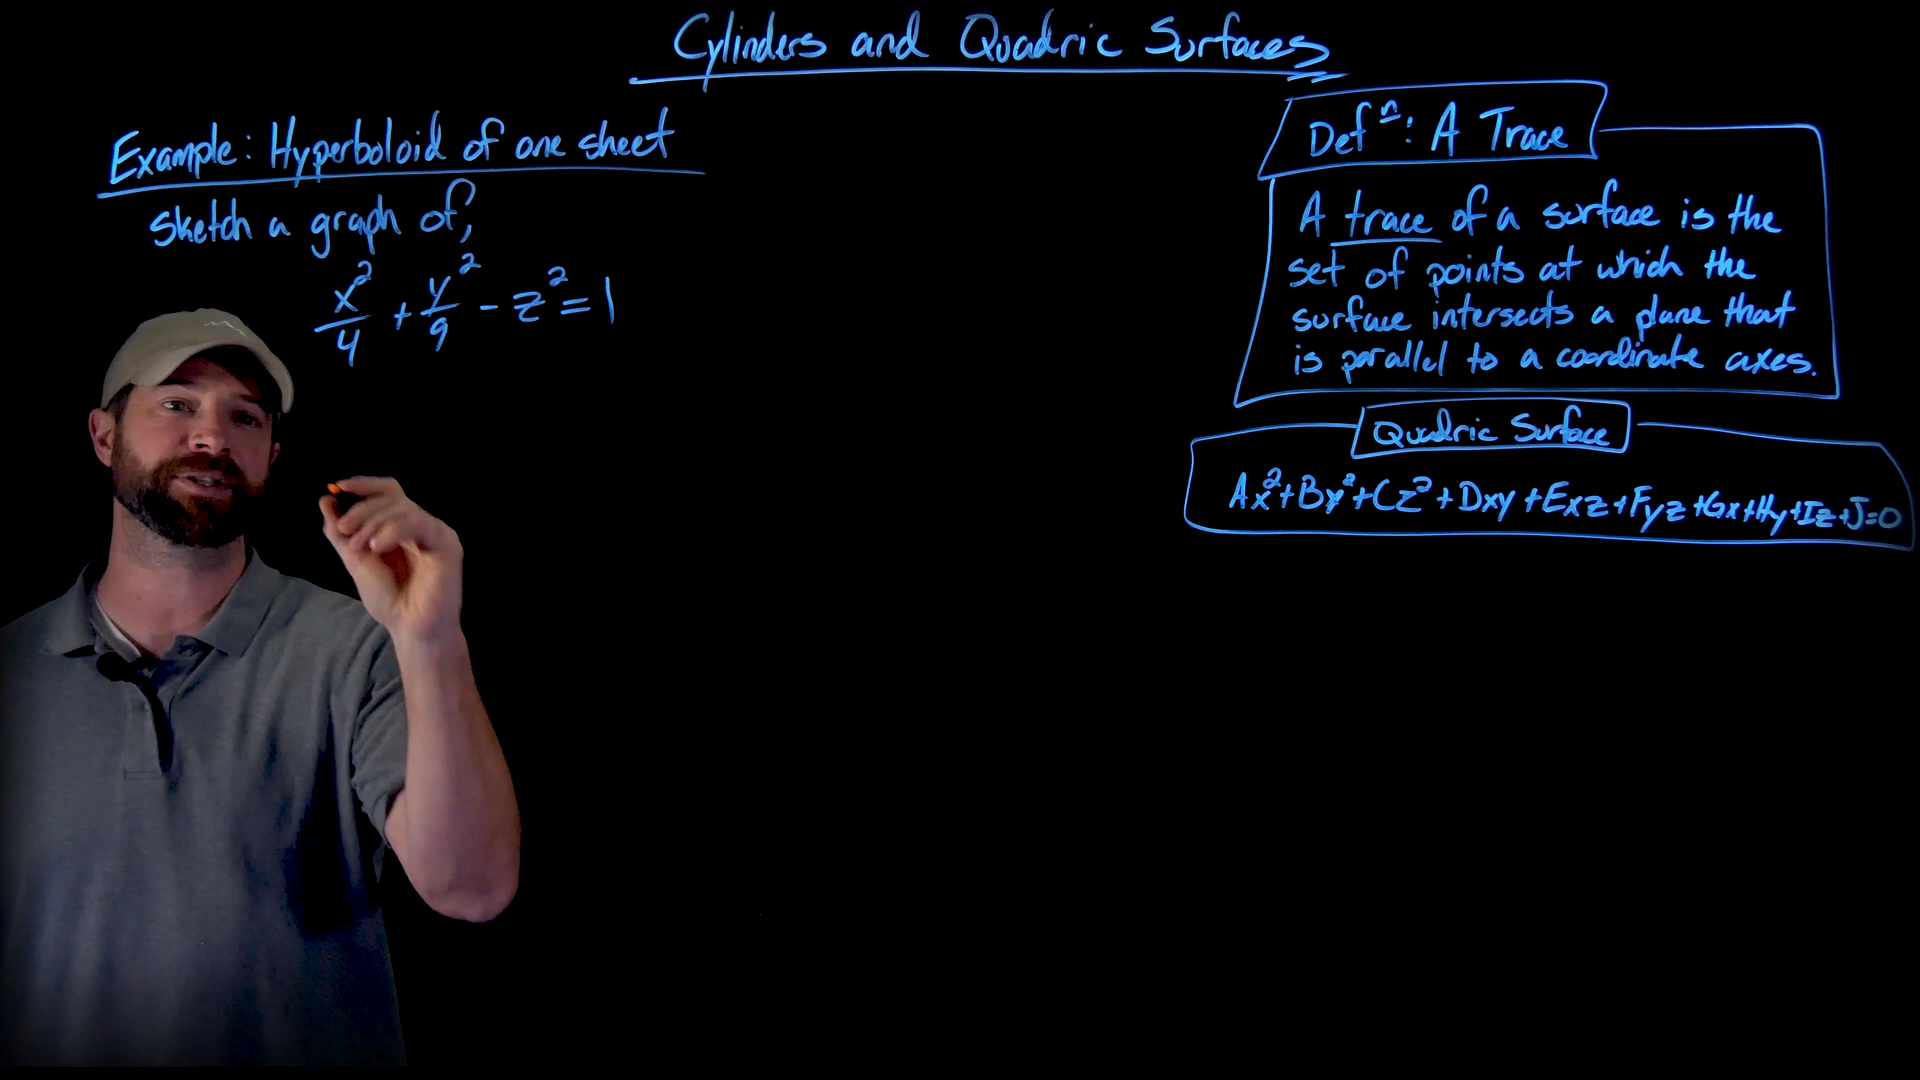 Cylinders and Quadric Surfaces
Example: Hyperboloid of one sheet
Sketch a graph of,
x²/4 + y²/9 - z² = 1
Defⁿ: A Trace
A trace of a surface is the
set of points at which the
surface intersects a plane that
is parallel to a coordinate axes.
Quadric Surface
Ax²+By²+Cz²+Dxy+Exz+Fyz+Gx+Hy+Iz+J=0